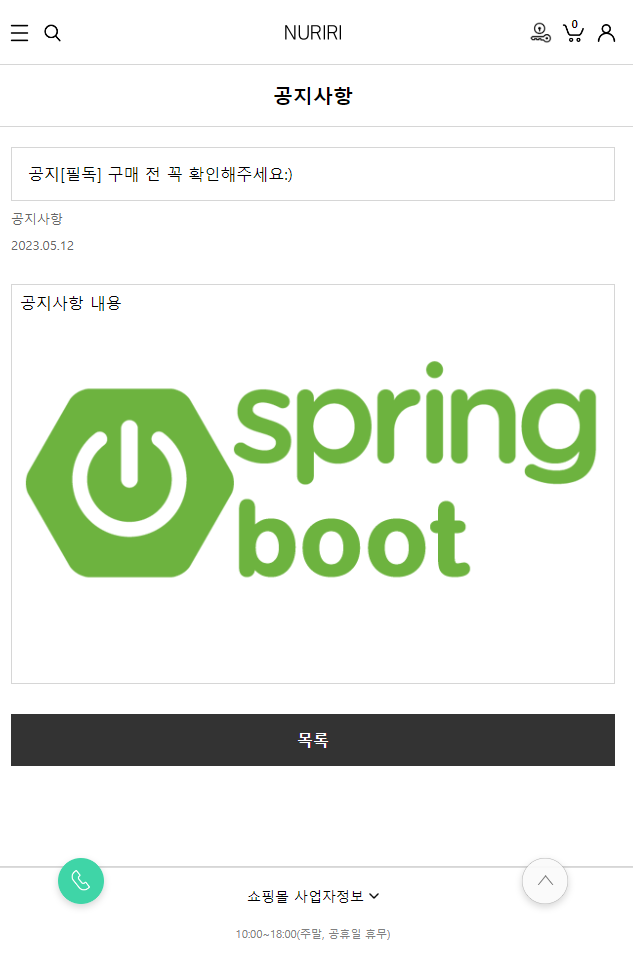 NURIRI
0
공지사항
공지[필독] 구매 전 꼭 확인해주세요:)
공지사항
2023.05.12
공지사항 내용
spring
boot
목록
쇼핑몰 사업자정보
10:00~18:00(주말, 공휴일 휴무)